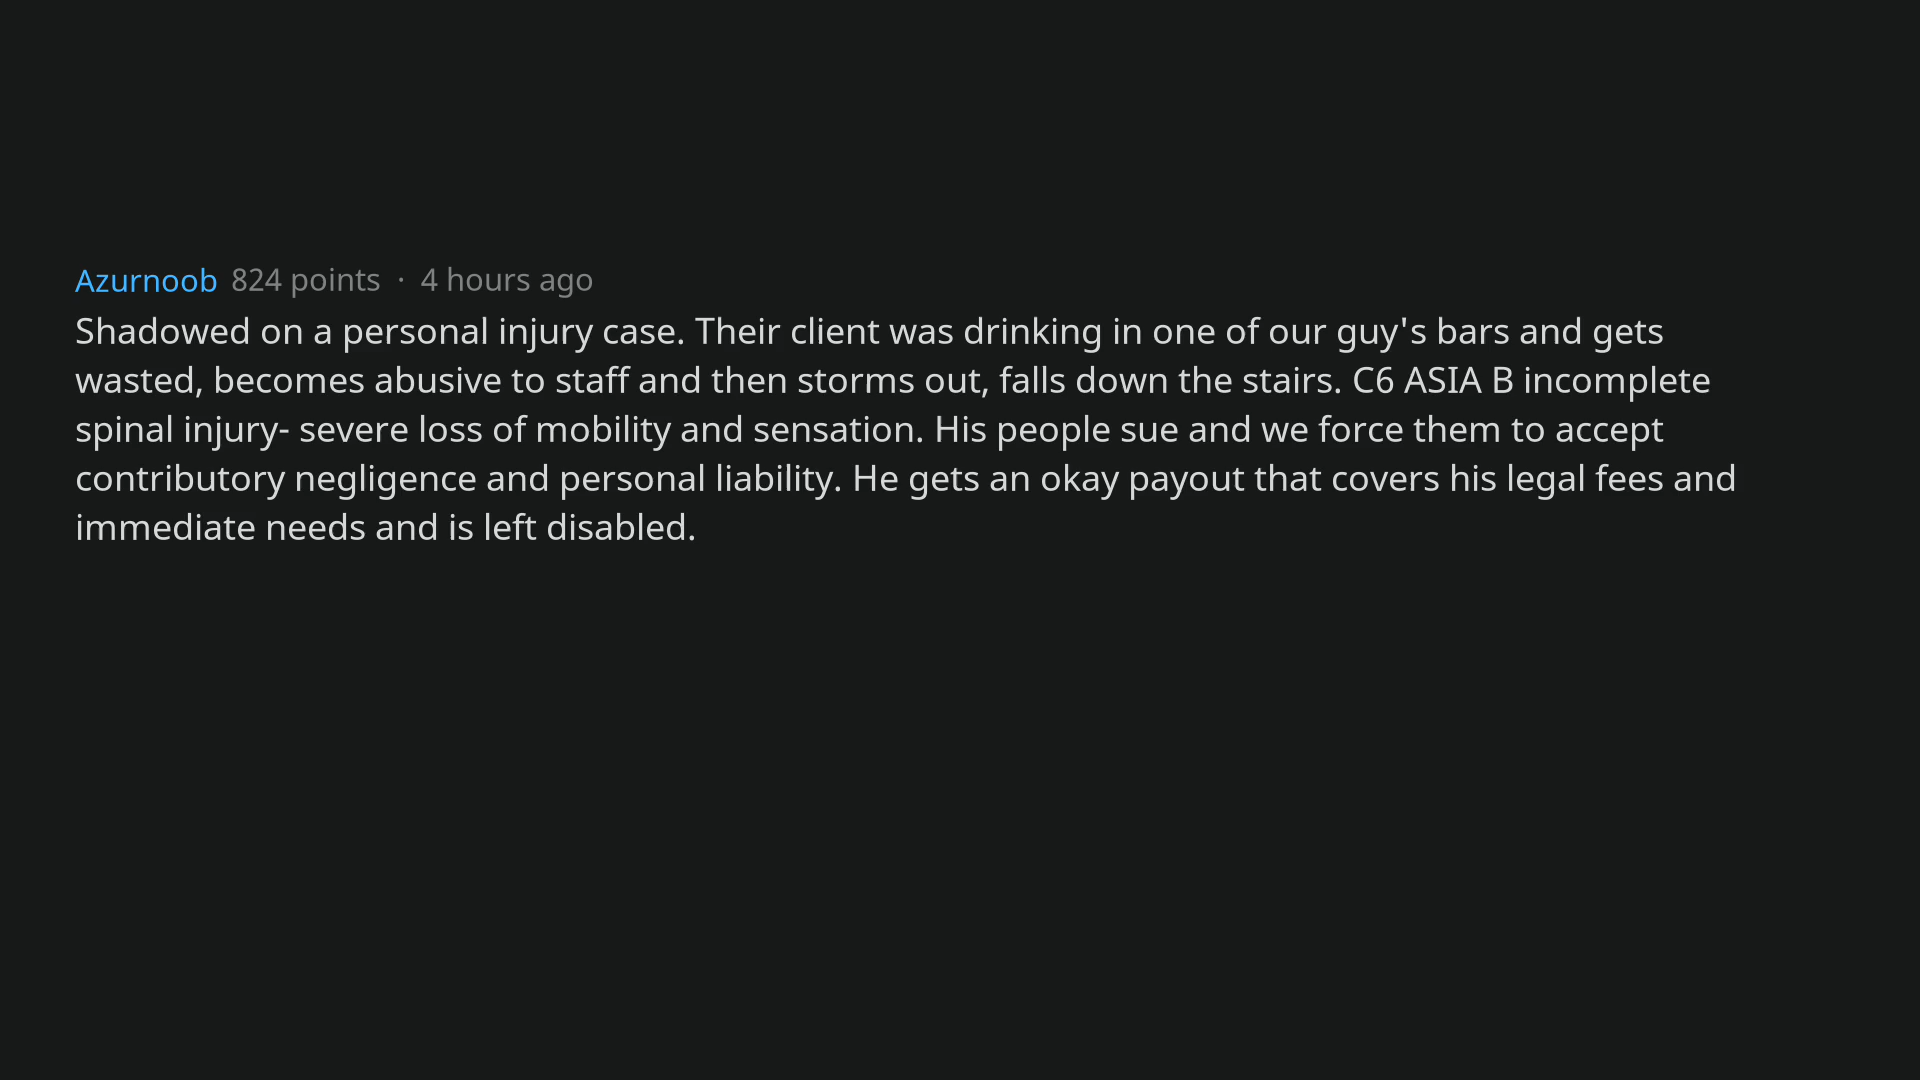 Azurnoob 824 points · 4 hours ago
Shadowed on a personal injury case. Their client was drinking in one of our guy's bars and gets
wasted, becomes abusive to staff and then storms out, falls down the stairs. C6 ASIA B incomplete
spinal injury- severe loss of mobility and sensation. His people sue and we force them to accept
contributory negligence and personal liability. He gets an okay payout that covers his legal fees and
immediate needs and is left disabled.